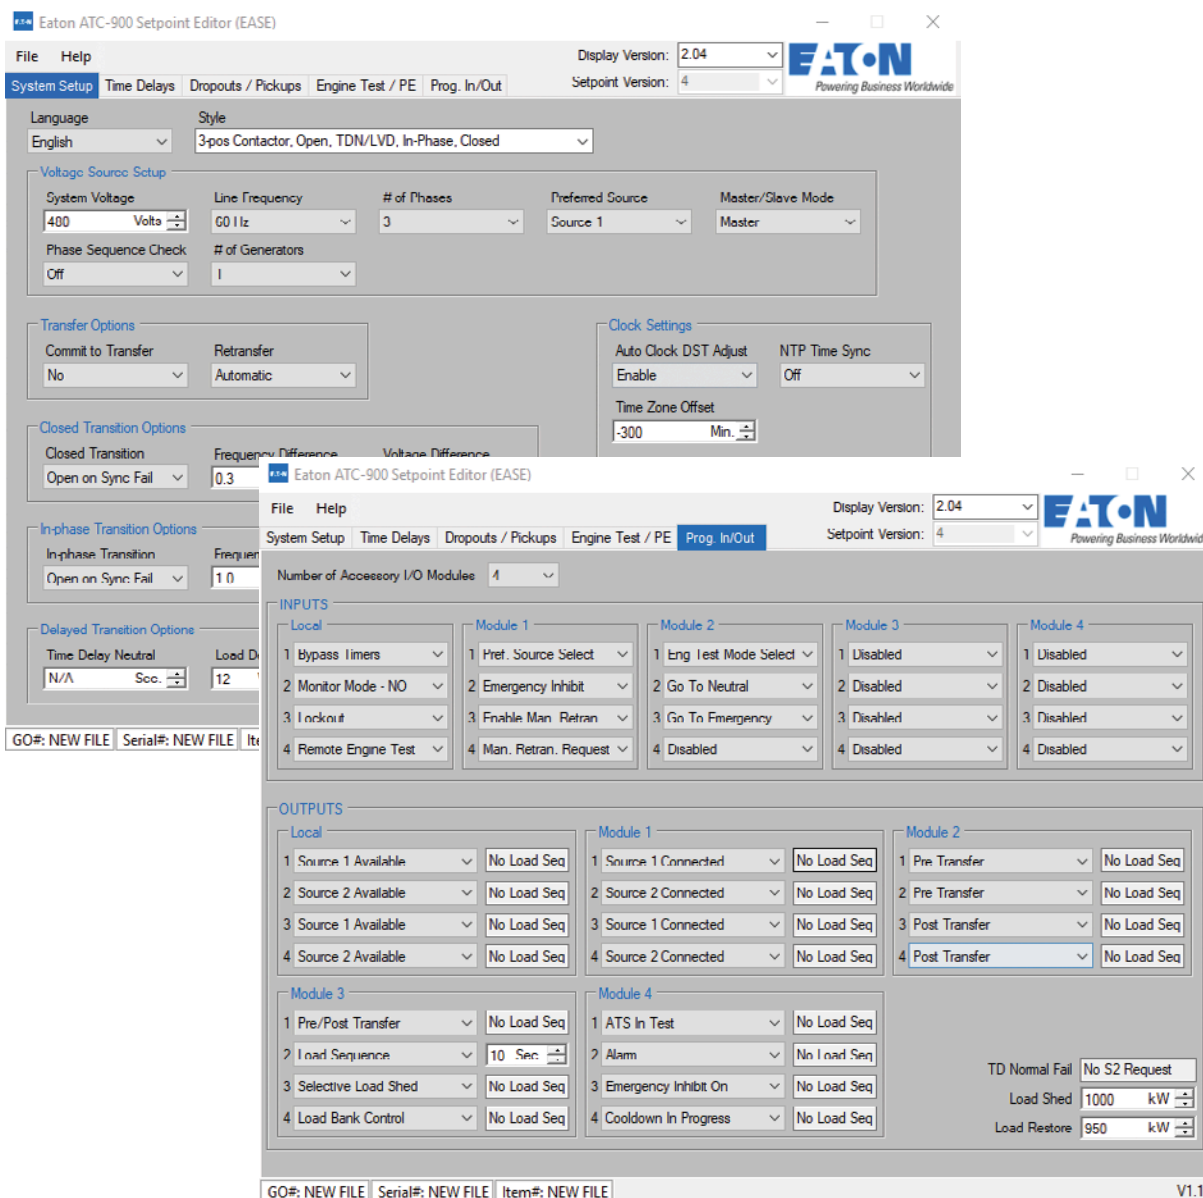 Eaton ATC-900 Setpoint Editor (EASE)
File Help
Display Version: 2.04
EATON
Powering Business Worldwide
System Setup Time Delays Dropouts / Pickups Engine Test / PE Prog. In/Out
Setpoint Version: 4
Language Style
English 3-pos Contactor, Open, TDN/LVD, In-Phase, Closed
Voltage Source Setup
System Voltage Line Frequency # of Phases Preferred Source Master/Slave Mode
480 Volts 60 Hz 3 Source 1 Master
Phase Sequence Check # of Generators
Off 1
Transfer Options Clock Settings
Commit to Transfer Retransfer Auto Clock DST Adjust NTP Time Sync
No Automatic Enable Off
Time Zone Offset
-300 Min.
Closed Transition Options
Closed Transition Frequency Difference Voltage Difference
Open on Sync Fail 0.3
In-phase Transition Options
In-phase Transition Frequen
Open on Sync Fail 1.0
Delayed Transition Options
Time Delay Neutral Load D
N/A Sec. 12
GO#: NEW FILE Serial#: NEW FILE Ite
Eaton ATC-900 Setpoint Editor (EASE)
File Help
Display Version: 2.04
EATON
Powering Business Worldwid
System Setup Time Delays Dropouts / Pickups Engine Test / PE Prog. In/Out
Setpoint Version: 4
Number of Accessory I/O Modules 4
INPUTS
Local Module 1 Module 2 Module 3 Module 4
1 Bypass Timers 1 Pref. Source Select 1 Eng Test Mode Select 1 Disabled 1 Disabled
2 Monitor Mode - NO 2 Emergency Inhibit 2 Go To Neutral 2 Disabled 2 Disabled
3 Lockout 3 Enable Man. Retran 3 Go To Emergency 3 Disabled 3 Disabled
4 Remote Engine Test 4 Man. Retran. Request 4 Disabled 4 Disabled 4 Disabled
OUTPUTS
Local Module 1 Module 2
1 Source 1 Available No Load Seq 1 Source 1 Connected No Load Seq 1 Pre Transfer No Load Seq
2 Source 2 Available No Load Seq 2 Source 2 Connected No Load Seq 2 Pre Transfer No Load Seq
3 Source 1 Available No Load Seq 3 Source 1 Connected No Load Seq 3 Post Transfer No Load Seq
4 Source 2 Available No Load Seq 4 Source 2 Connected No Load Seq 4 Post Transfer No Load Seq
Module 3 Module 4
1 Pre/Post Transfer No Load Seq 1 ATS In Test No Load Seq
2 Load Sequence 10 Sec 2 Alarm No Load Seq
TD Normal Fail No S2 Request
3 Selective Load Shed No Load Seq 3 Emergency Inhibit On No Load Seq
Load Shed 1000 kW
4 Load Bank Control No Load Seq 4 Cooldown In Progress No Load Seq
Load Restore 950 kW
GO#: NEW FILE Serial#: NEW FILE Item#: NEW FILE V1.1